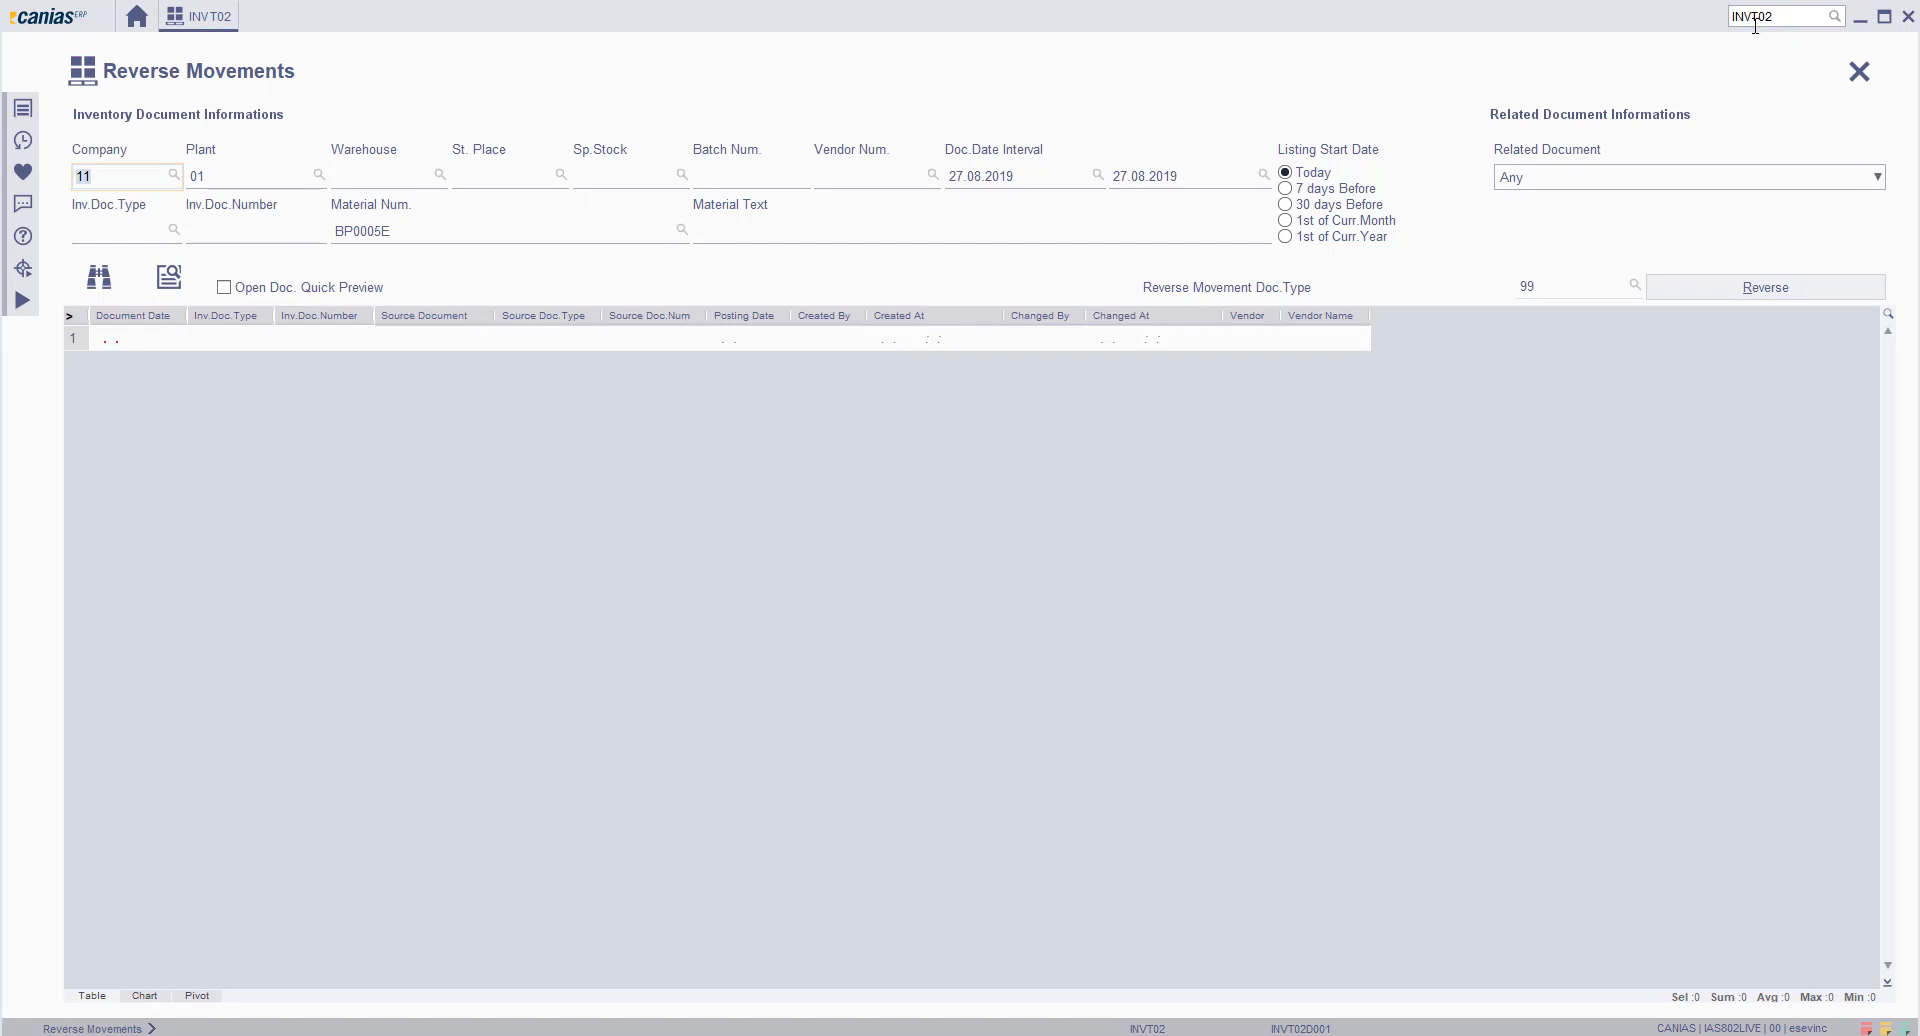 canias ERP
INVT02
INVT02
Reverse Movements
Inventory Document Informations
Related Document Informations
Company Plant Warehouse St. Place Sp.Stock Batch Num. Vendor Num. Doc.Date Interval Listing Start Date Related Document
11 01 27.08.2019 27.08.2019 Today Any
7 days Before
Inv.Doc.Type Inv.Doc.Number Material Num. Material Text 30 days Before
1st of Curr.Month
BP0005E 1st of Curr.Year
Open Doc. Quick Preview Reverse Movement Doc.Type 99 Reverse
> Document Date Inv.Doc.Type Inv.Doc.Number Source Document Source Doc.Type Source Doc.Num Posting Date Created By Created At Changed By Changed At Vendor Vendor Name
1 . . . . . . : : . . : :
Table Chart Pivot Sel :0 Sum :0 Avg :0 Max :0 Min :0
Reverse Movements INVT02 INVT02D001 CANIAS | IAS802LIVE | 00 | esevinc